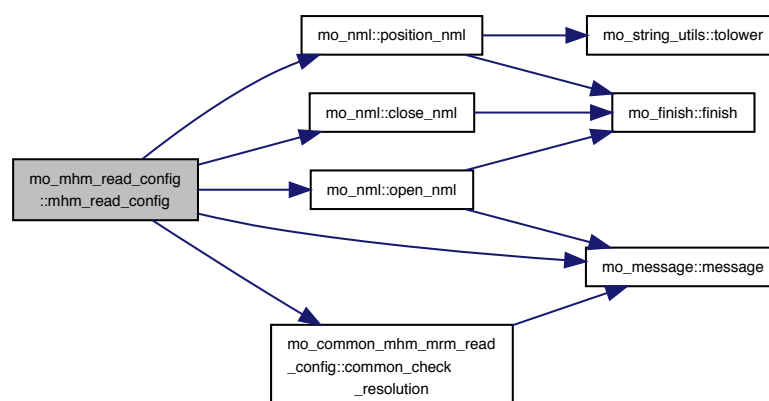 mo_nml::position_nml
mo_string_utils::tolower
mo_nml::close_nml
mo_finish::finish
mo_mhm_read_config
::mhm_read_config
mo_nml::open_nml
mo_message::message
mo_common_mhm_mrm_read
_config::common_check
_resolution